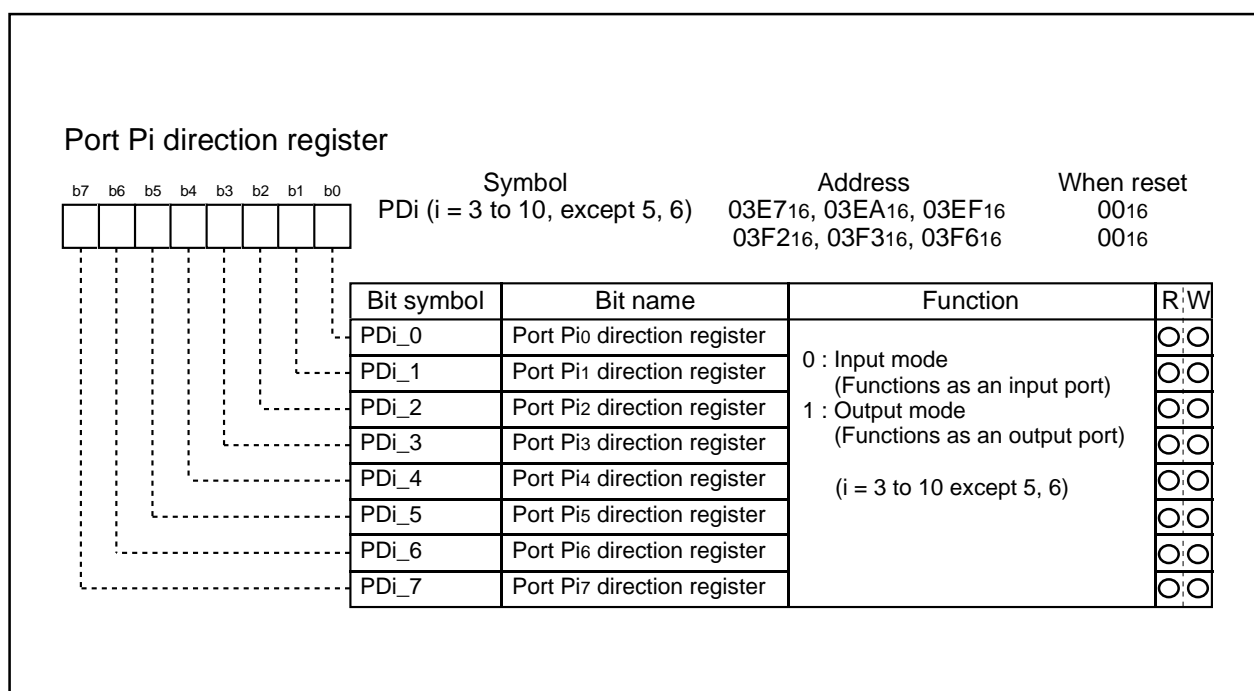 Port Pi direction register
b7 b6 b5 b4 b3 b2 b1 b0
Symbol Address When reset
PDi (i = 3 to 10, except 5, 6) 03E716, 03EA16, 03EF16 0016
03F216, 03F316, 03F616 0016
Bit symbol Bit name Function R W
PDi_0 Port Pi0 direction register
PDi_1 Port Pi1 direction register
PDi_2 Port Pi2 direction register
PDi_3 Port Pi3 direction register
PDi_4 Port Pi4 direction register
PDi_5 Port Pi5 direction register
PDi_6 Port Pi6 direction register
PDi_7 Port Pi7 direction register
0 : Input mode
(Functions as an input port)
1 : Output mode
(Functions as an output port)
(i = 3 to 10 except 5, 6)